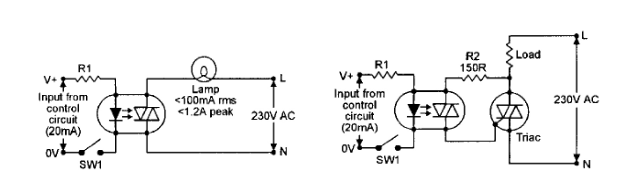 R1
V+
Input from
control
circuit
(20mA)
0V
SW1
Lamp
<100mA rms
<1.2A peak
L
230V AC
N
R1
V+
Input from
control
circuit
(20mA)
0V
SW1
R2
150R
Load
L
230V AC
Triac
N